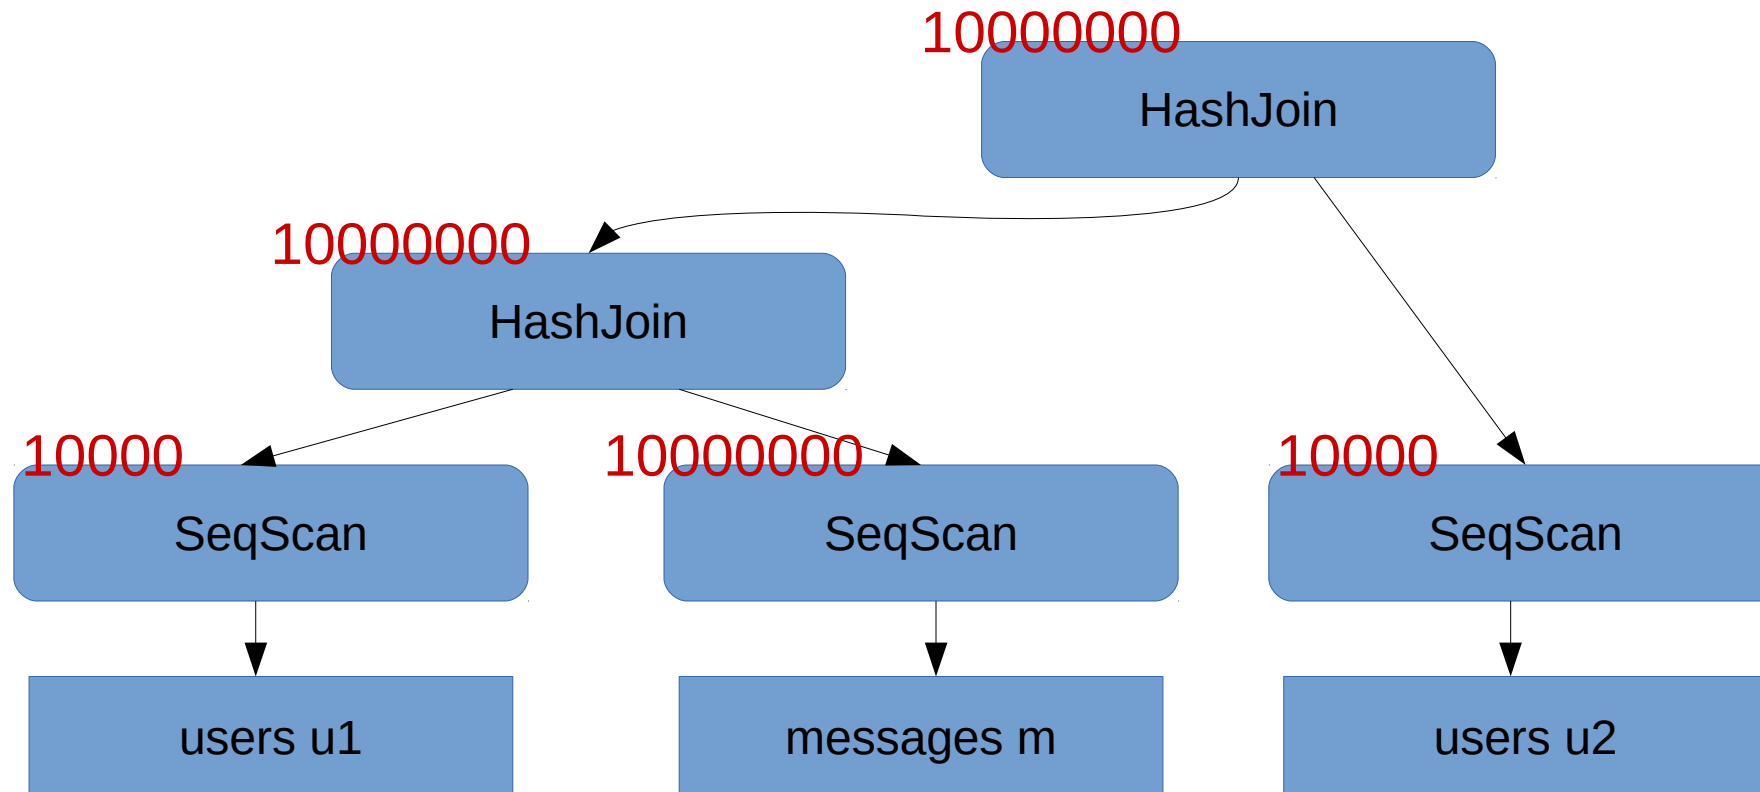 10000000
HashJoin
10000000
HashJoin
10000
10000000
10000
SeqScan
SeqScan
SeqScan
users u1
messages m
users u2